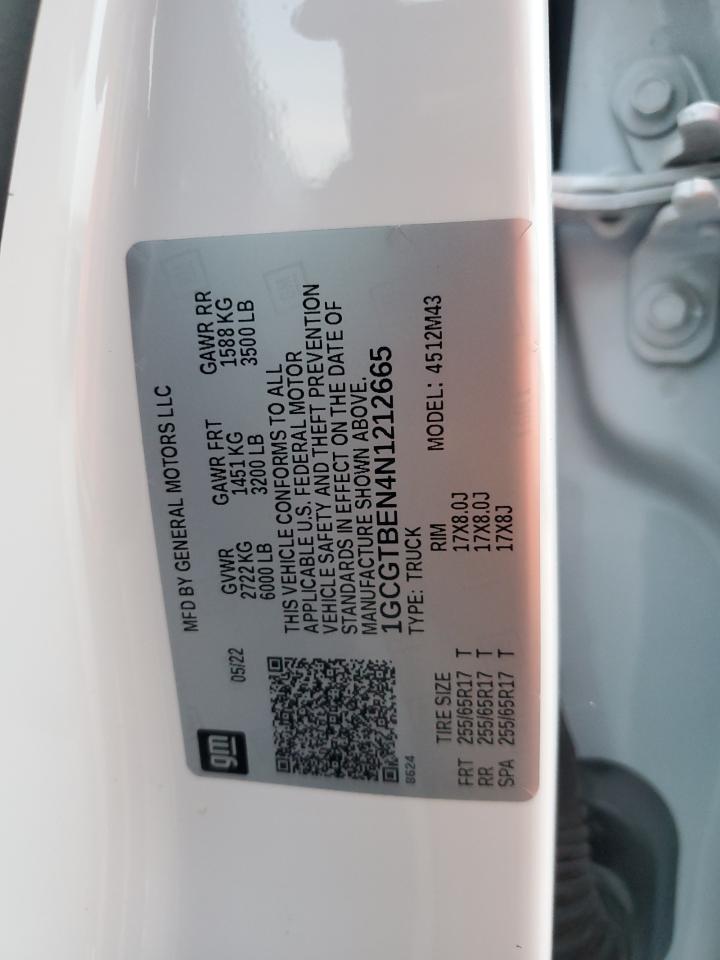 gm
05/22
MFD BY GENERAL MOTORS LLC
GVWR GAWR FRT GAWR RR
2722 KG 1451 KG 1588 KG
6000 LB 3200 LB 3500 LB
THIS VEHICLE CONFORMS TO ALL
APPLICABLE U.S. FEDERAL MOTOR
VEHICLE SAFETY AND THEFT PREVENTION
STANDARDS IN EFFECT ON THE DATE OF
MANUFACTURE SHOWN ABOVE.
1GCGTBEN4N1212665
8624
TYPE: TRUCK MODEL: 4512M43
TIRE SIZE RIM
FRT 255/65R17 T 17X8.0J
RR 255/65R17 T 17X8.0J
SPA 255/65R17 T 17X8J